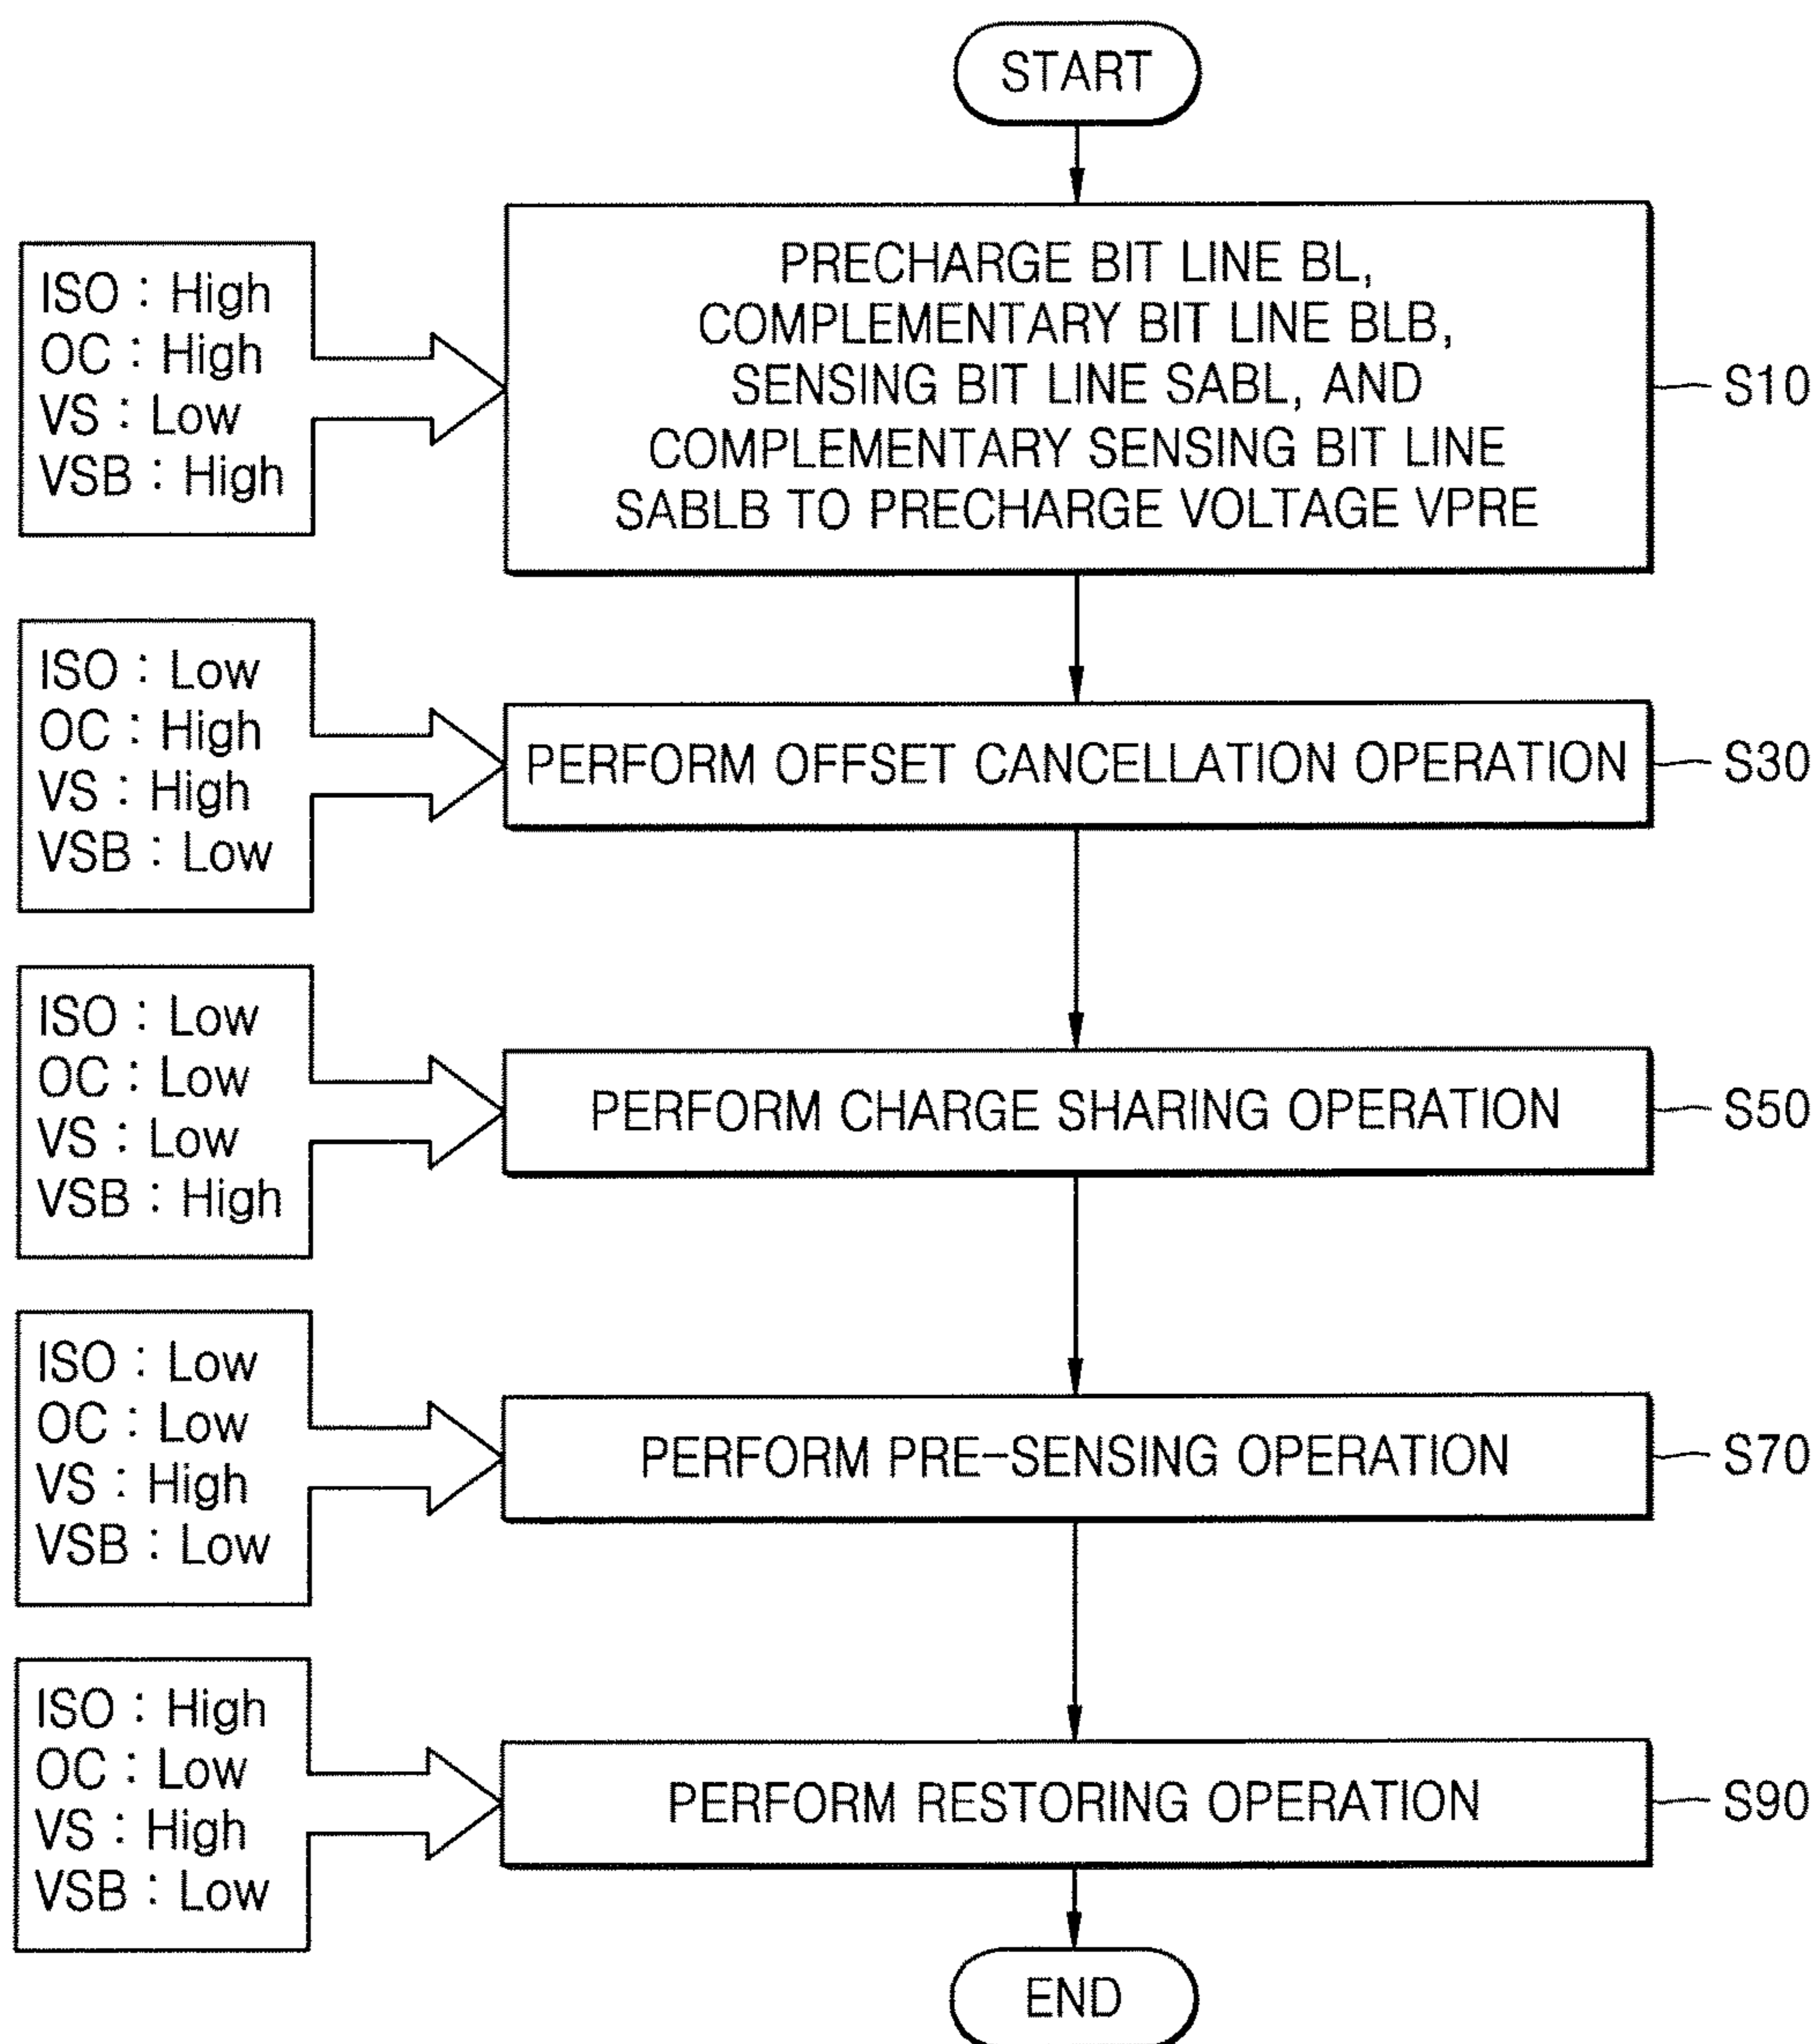 START
ISO : High
OC : High
VS : Low
VSB : High
PRECHARGE BIT LINE BL,
COMPLEMENTARY BIT LINE BLB,
SENSING BIT LINE SABL, AND
COMPLEMENTARY SENSING BIT LINE
SABLB TO PRECHARGE VOLTAGE VPRE
S10
ISO : Low
OC : High
VS : High
VSB : Low
PERFORM OFFSET CANCELLATION OPERATION
S30
ISO : Low
OC : Low
VS : Low
VSB : High
PERFORM CHARGE SHARING OPERATION
S50
ISO : Low
OC : Low
VS : High
VSB : Low
PERFORM PRE-SENSING OPERATION
S70
ISO : High
OC : Low
VS : High
VSB : Low
PERFORM RESTORING OPERATION
S90
END